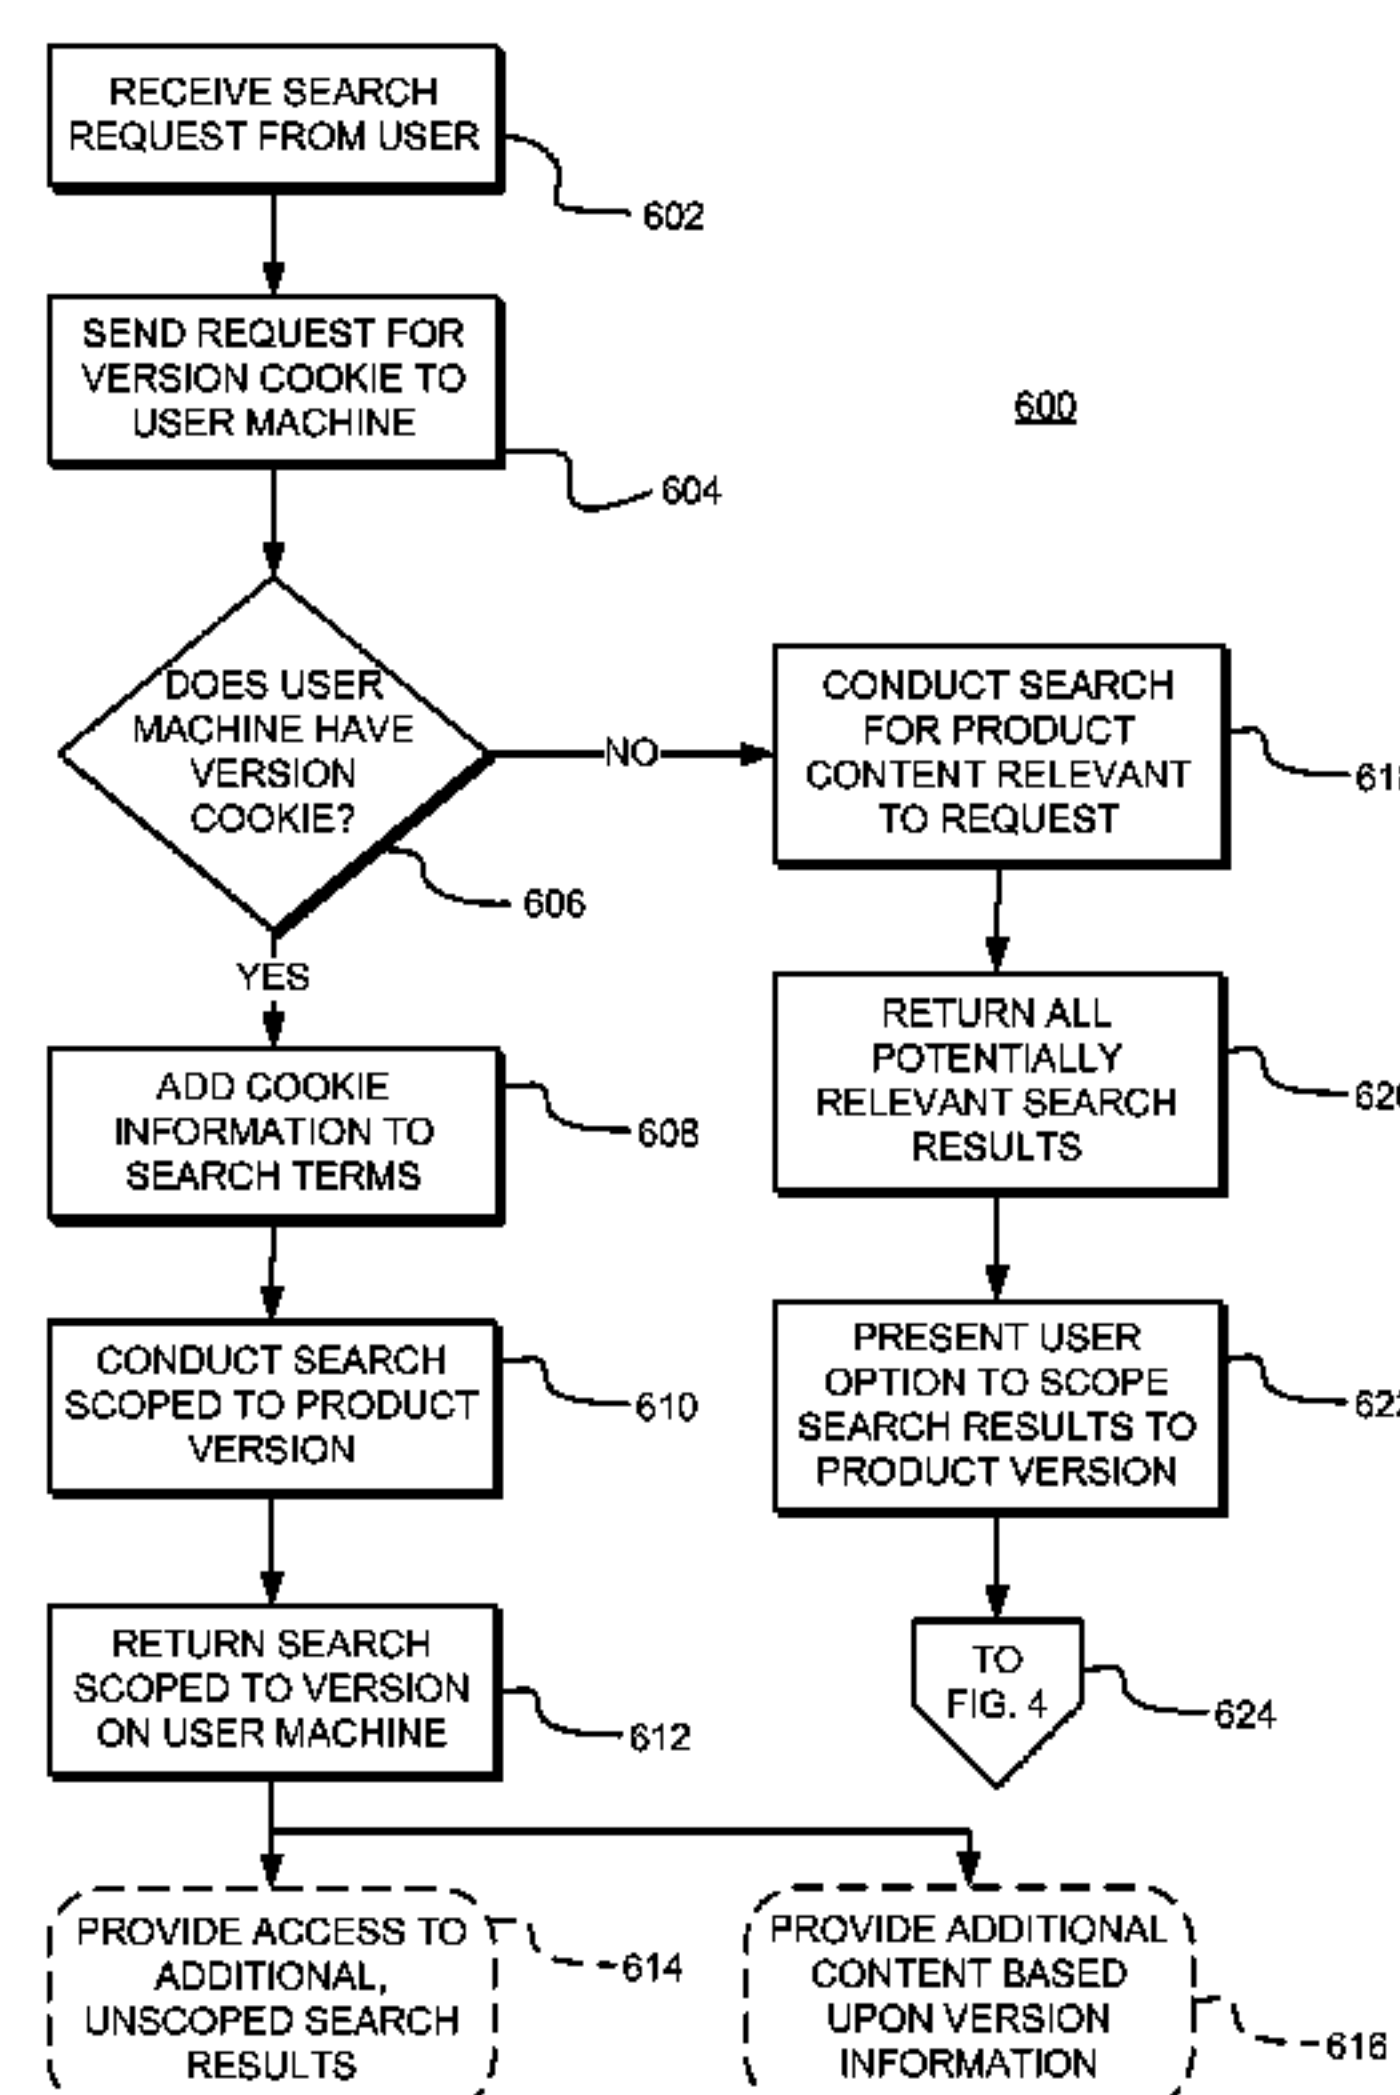 RECEIVE SEARCH
REQUEST FROM USER
602
SEND REQUEST FOR
VERSION COOKIE TO
USER MACHINE
604
600
DOES USER
MACHINE HAVE
VERSION
COOKIE?
606
NO
YES
CONDUCT SEARCH
FOR PRODUCT
CONTENT RELEVANT
TO REQUEST
RETURN ALL
POTENTIALLY
RELEVANT SEARCH
RESULTS
PRESENT USER
OPTION TO SCOPE
SEARCH RESULTS TO
PRODUCT VERSION
TO
FIG. 4
624
ADD COOKIE
INFORMATION TO
SEARCH TERMS
608
CONDUCT SEARCH
SCOPED TO PRODUCT
VERSION
610
RETURN SEARCH
SCOPED TO VERSION
ON USER MACHINE
612
PROVIDE ACCESS TO
ADDITIONAL,
UNSCOPED SEARCH
RESULTS
614
PROVIDE ADDITIONAL
CONTENT BASED
UPON VERSION
INFORMATION
616